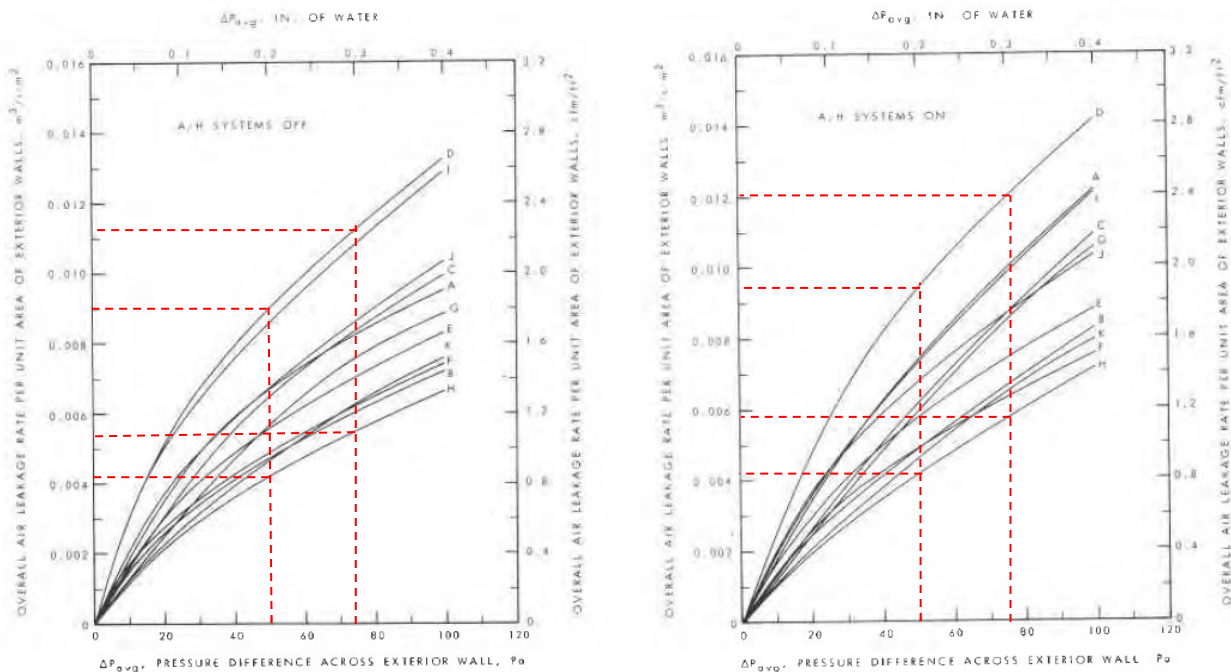 ΔPavg, IN. OF WATER
0 0.1 0.2 0.3 0.4
A/H SYSTEMS OFF
OVERALL AIR LEAKAGE RATE PER UNIT AREA OF EXTERIOR WALLS, m³/s·m²
0.016
0.014
0.012
0.010
0.008
0.006
0.004
0.002
0
D
I
J
C
A
G
E
K
F
B
H
3.2
2.8
2.4
2.0
1.6
1.2
0.8
0.4
0
OVERALL AIR LEAKAGE RATE PER UNIT AREA OF EXTERIOR WALLS, cfm/ft²
0 20 40 60 80 100 120
ΔPavg, PRESSURE DIFFERENCE ACROSS EXTERIOR WALL, Pa
ΔPavg, IN. OF WATER
0 0.1 0.2 0.3 0.4
A/H SYSTEMS ON
OVERALL AIR LEAKAGE RATE PER UNIT AREA OF EXTERIOR WALLS, m³/s·m²
0.016
0.014
0.012
0.010
0.008
0.006
0.004
0.002
0
D
A
I
C
J
E
B
K
F
H
3.2
2.8
2.4
2.0
1.6
1.2
0.8
0.4
0
OVERALL AIR LEAKAGE RATE PER UNIT AREA OF EXTERIOR WALLS, cfm/ft²
0 20 40 60 80 100 120
ΔPavg, PRESSURE DIFFERENCE ACROSS EXTERIOR WALL Pa